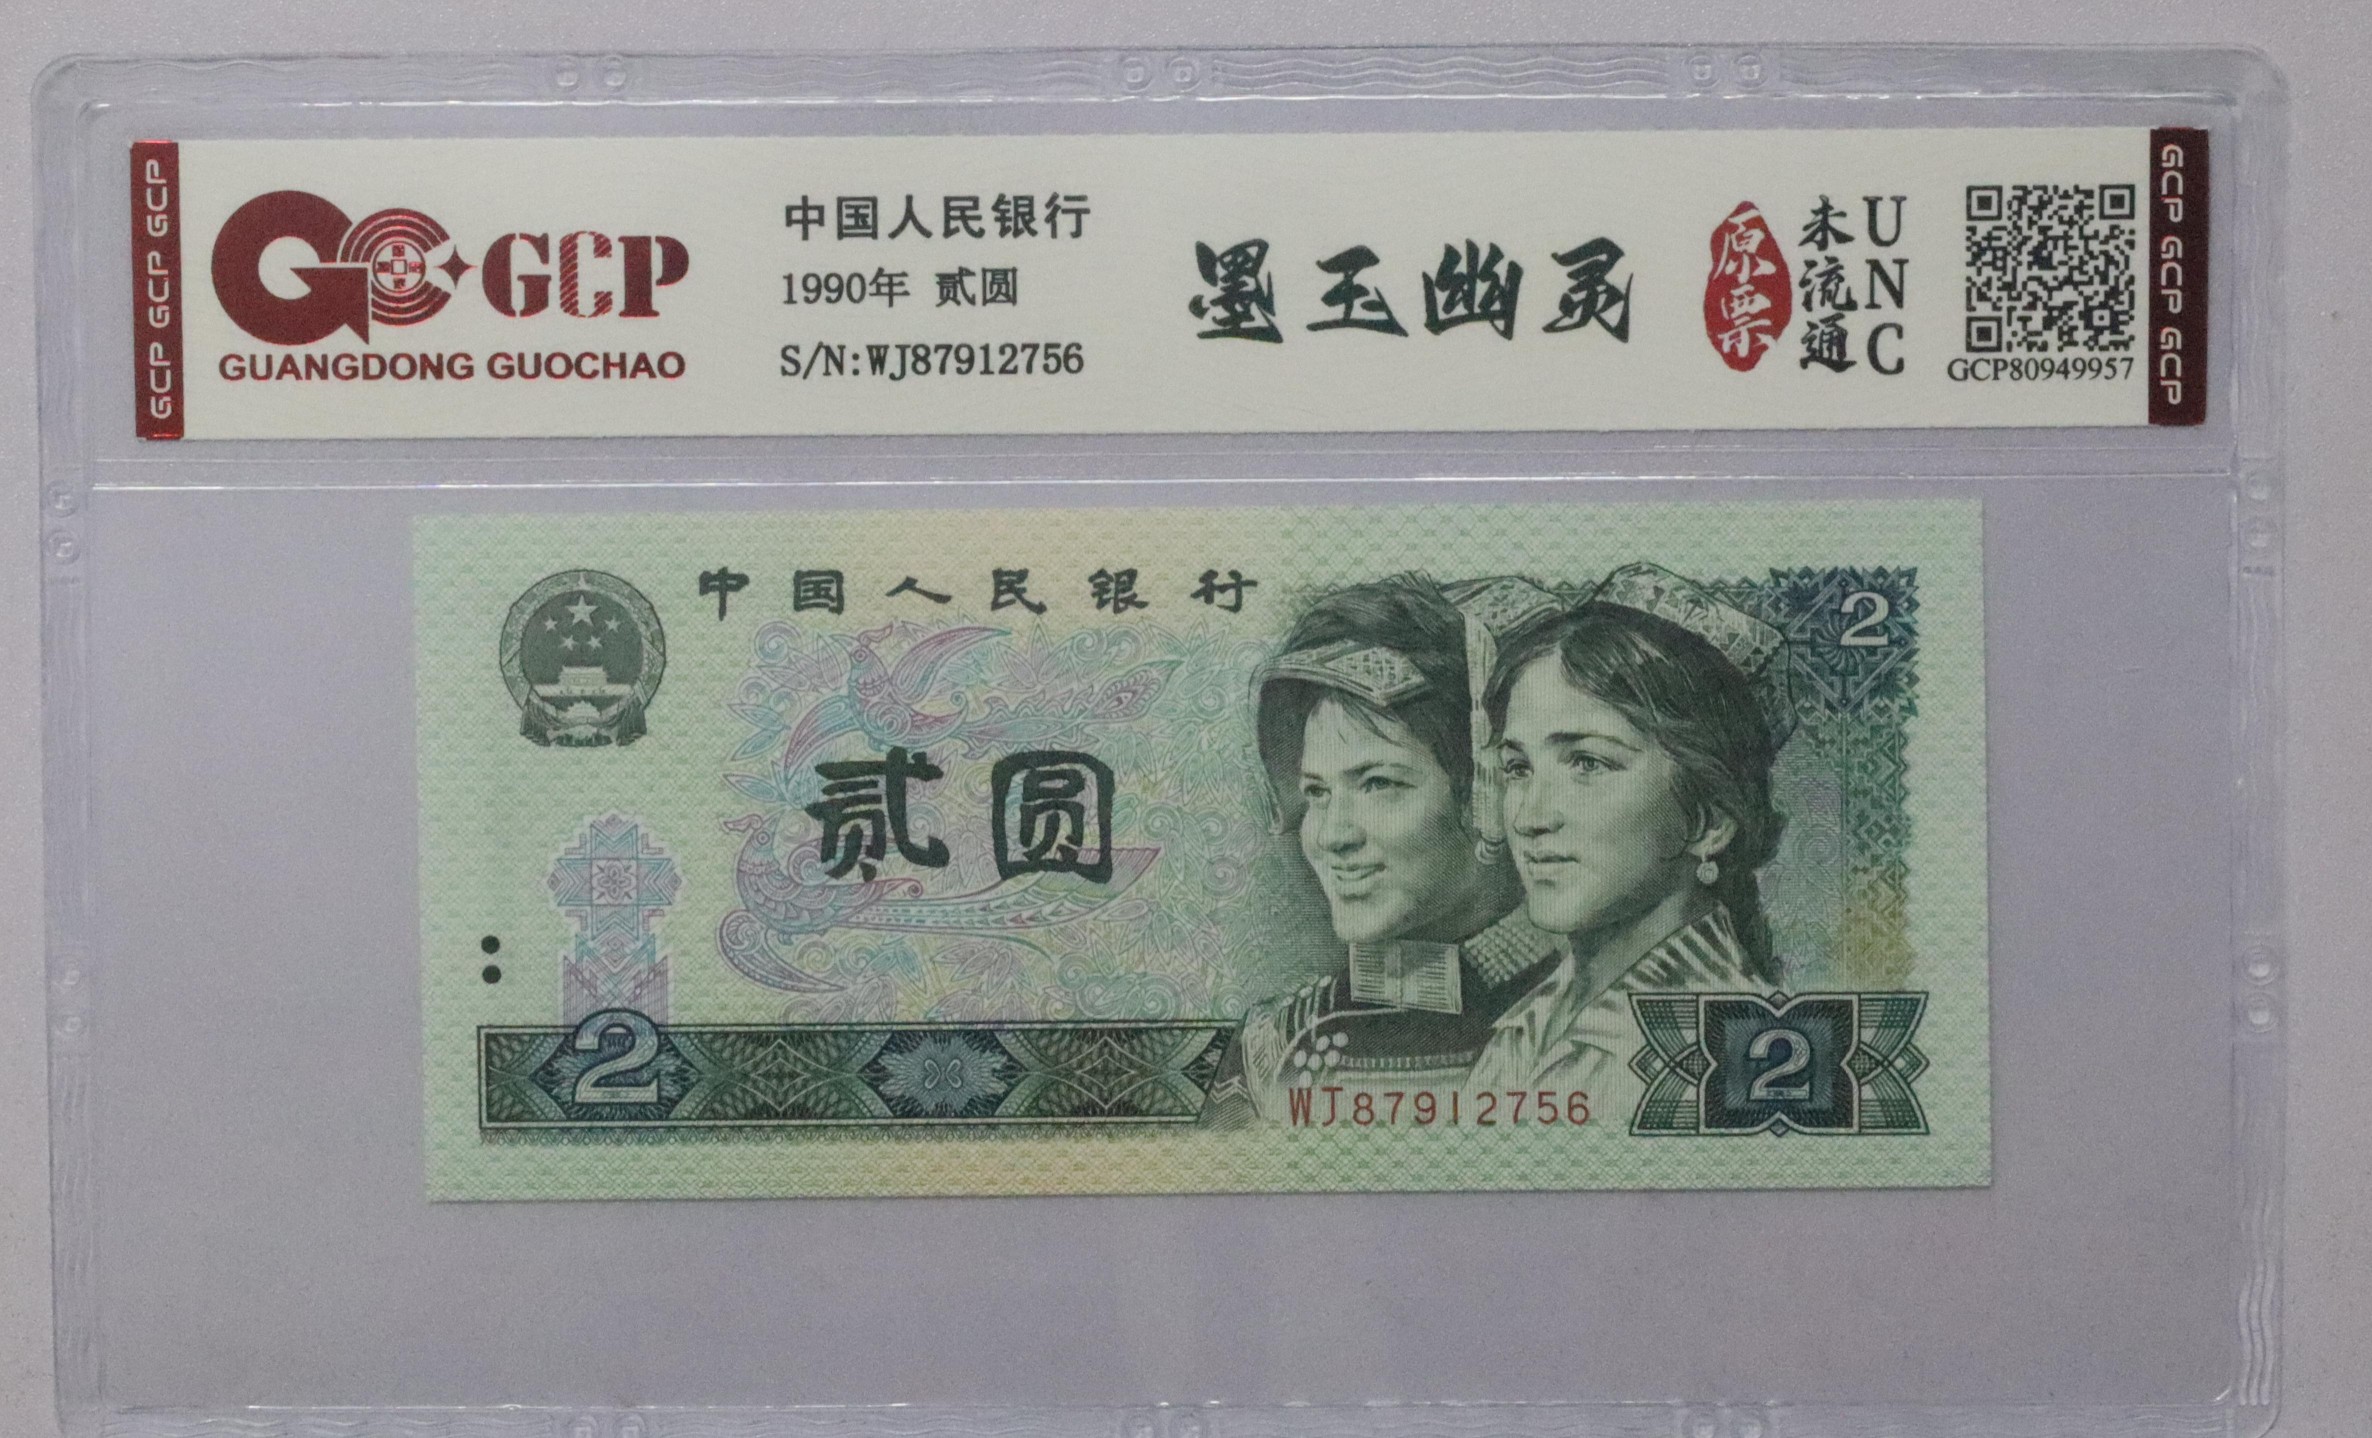 GCP GCP GCP
GCP
GUANGDONG GUOCHAO
中国人民银行
1990年 贰圆
S/N:WJ87912756
墨玉幽灵
原票
未流通
UNC
GCP80949957
GCP GCP GCP
中国人民银行
2
贰圆
2
2
WJ87912756